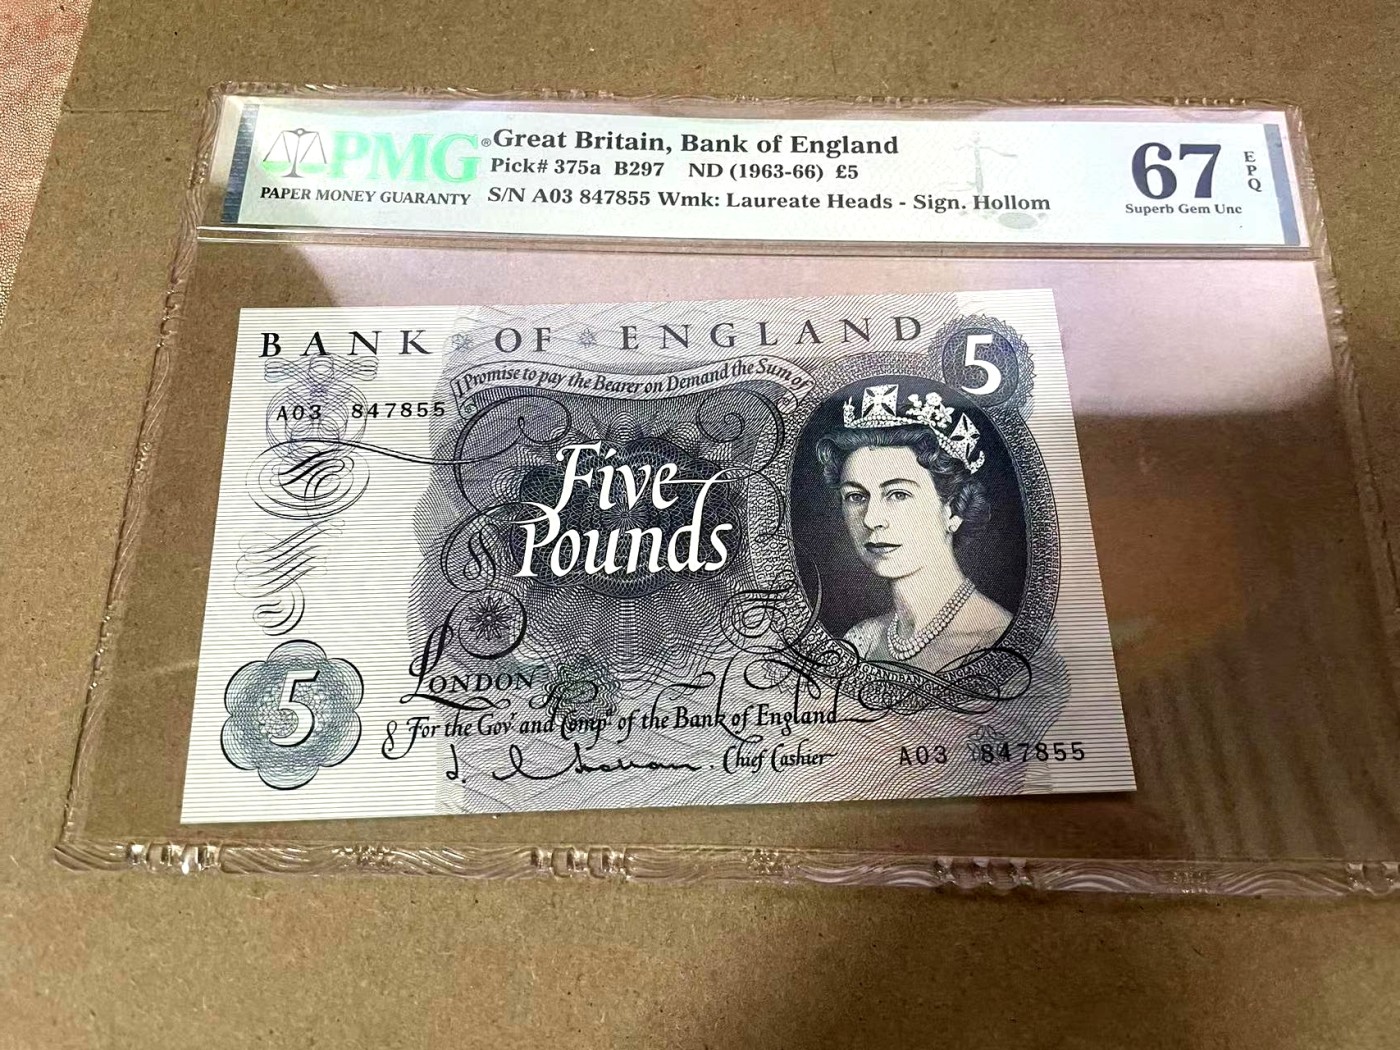 PMG®
PAPER MONEY GUARANTY
Great Britain, Bank of England
Pick# 375a B297 ND (1963-66) £5
S/N A03 847855 Wmk: Laureate Heads - Sign. Hollom
67
EPQ
Superb Gem Unc
BANK OF ENGLAND
5
I Promise to pay the Bearer on Demand the Sum of
A03 847855
Five
Pounds
5
LONDON
For the Govr. and Compa. of the Bank of England
Chief Cashier
A03 847855